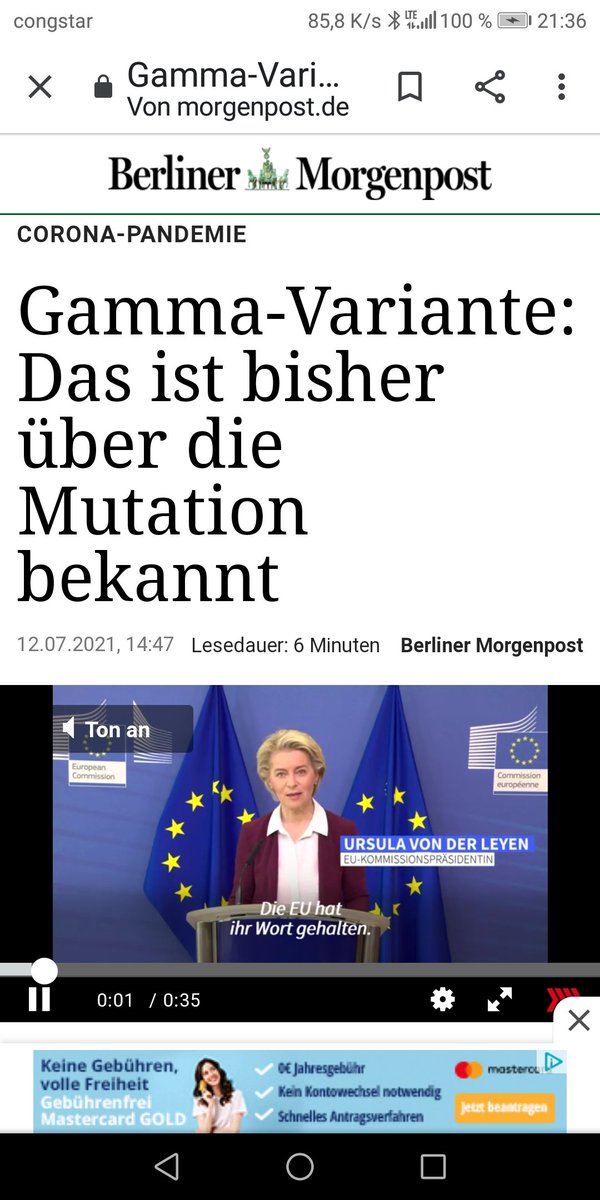 congstar 85,8 K/s LTE 100 % 21:36
Gamma-Vari...
Von morgenpost.de
Berliner Morgenpost
CORONA-PANDEMIE
Gamma-Variante:
Das ist bisher
über die
Mutation
bekannt
12.07.2021, 14:47 Lesedauer: 6 Minuten Berliner Morgenpost
Ton an
European
Commission
Commission
européenne
URSULA VON DER LEYEN
EU-KOMMISSIONSPRÄSIDENTIN
Die EU hat
ihr Wort gehalten.
0:01 / 0:35
Keine Gebühren,
volle Freiheit
Gebührenfrei
Mastercard GOLD
0€ Jahresgebühr
Kein Kontowechsel notwendig
Schnelles Antragsverfahren
Jetzt beantragen